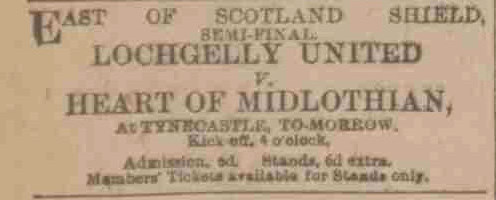 EAST OF SCOTLAND SHIELD,
SEMI-FINAL.
LOCHGELLY UNITED
V.
HEART OF MIDLOTHIAN,
At TYNECASTLE, TO-MORROW.
Kick off, 4 o'clock,
Admission, 6d. Stands, 6d extra.
Members' Tickets available for Stands only.